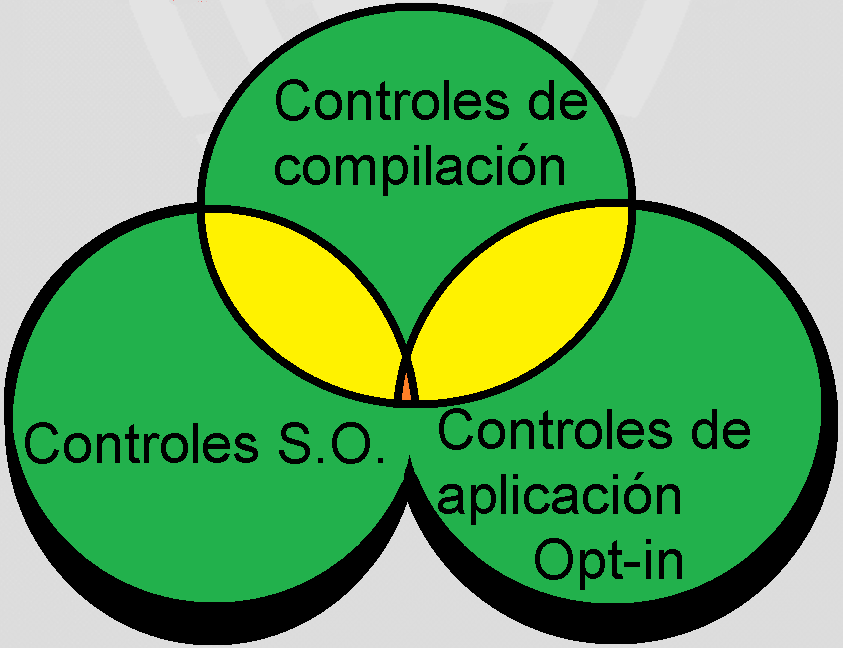 Controles de
compilación
Controles S.O.
Controles de
aplicación
Opt-in